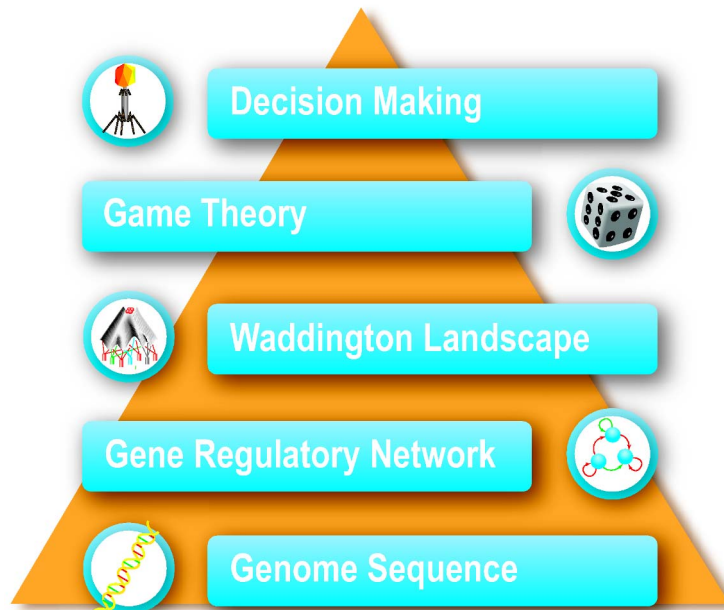 Decision Making
Game Theory
Waddington Landscape
Gene Regulatory Network
Genome Sequence